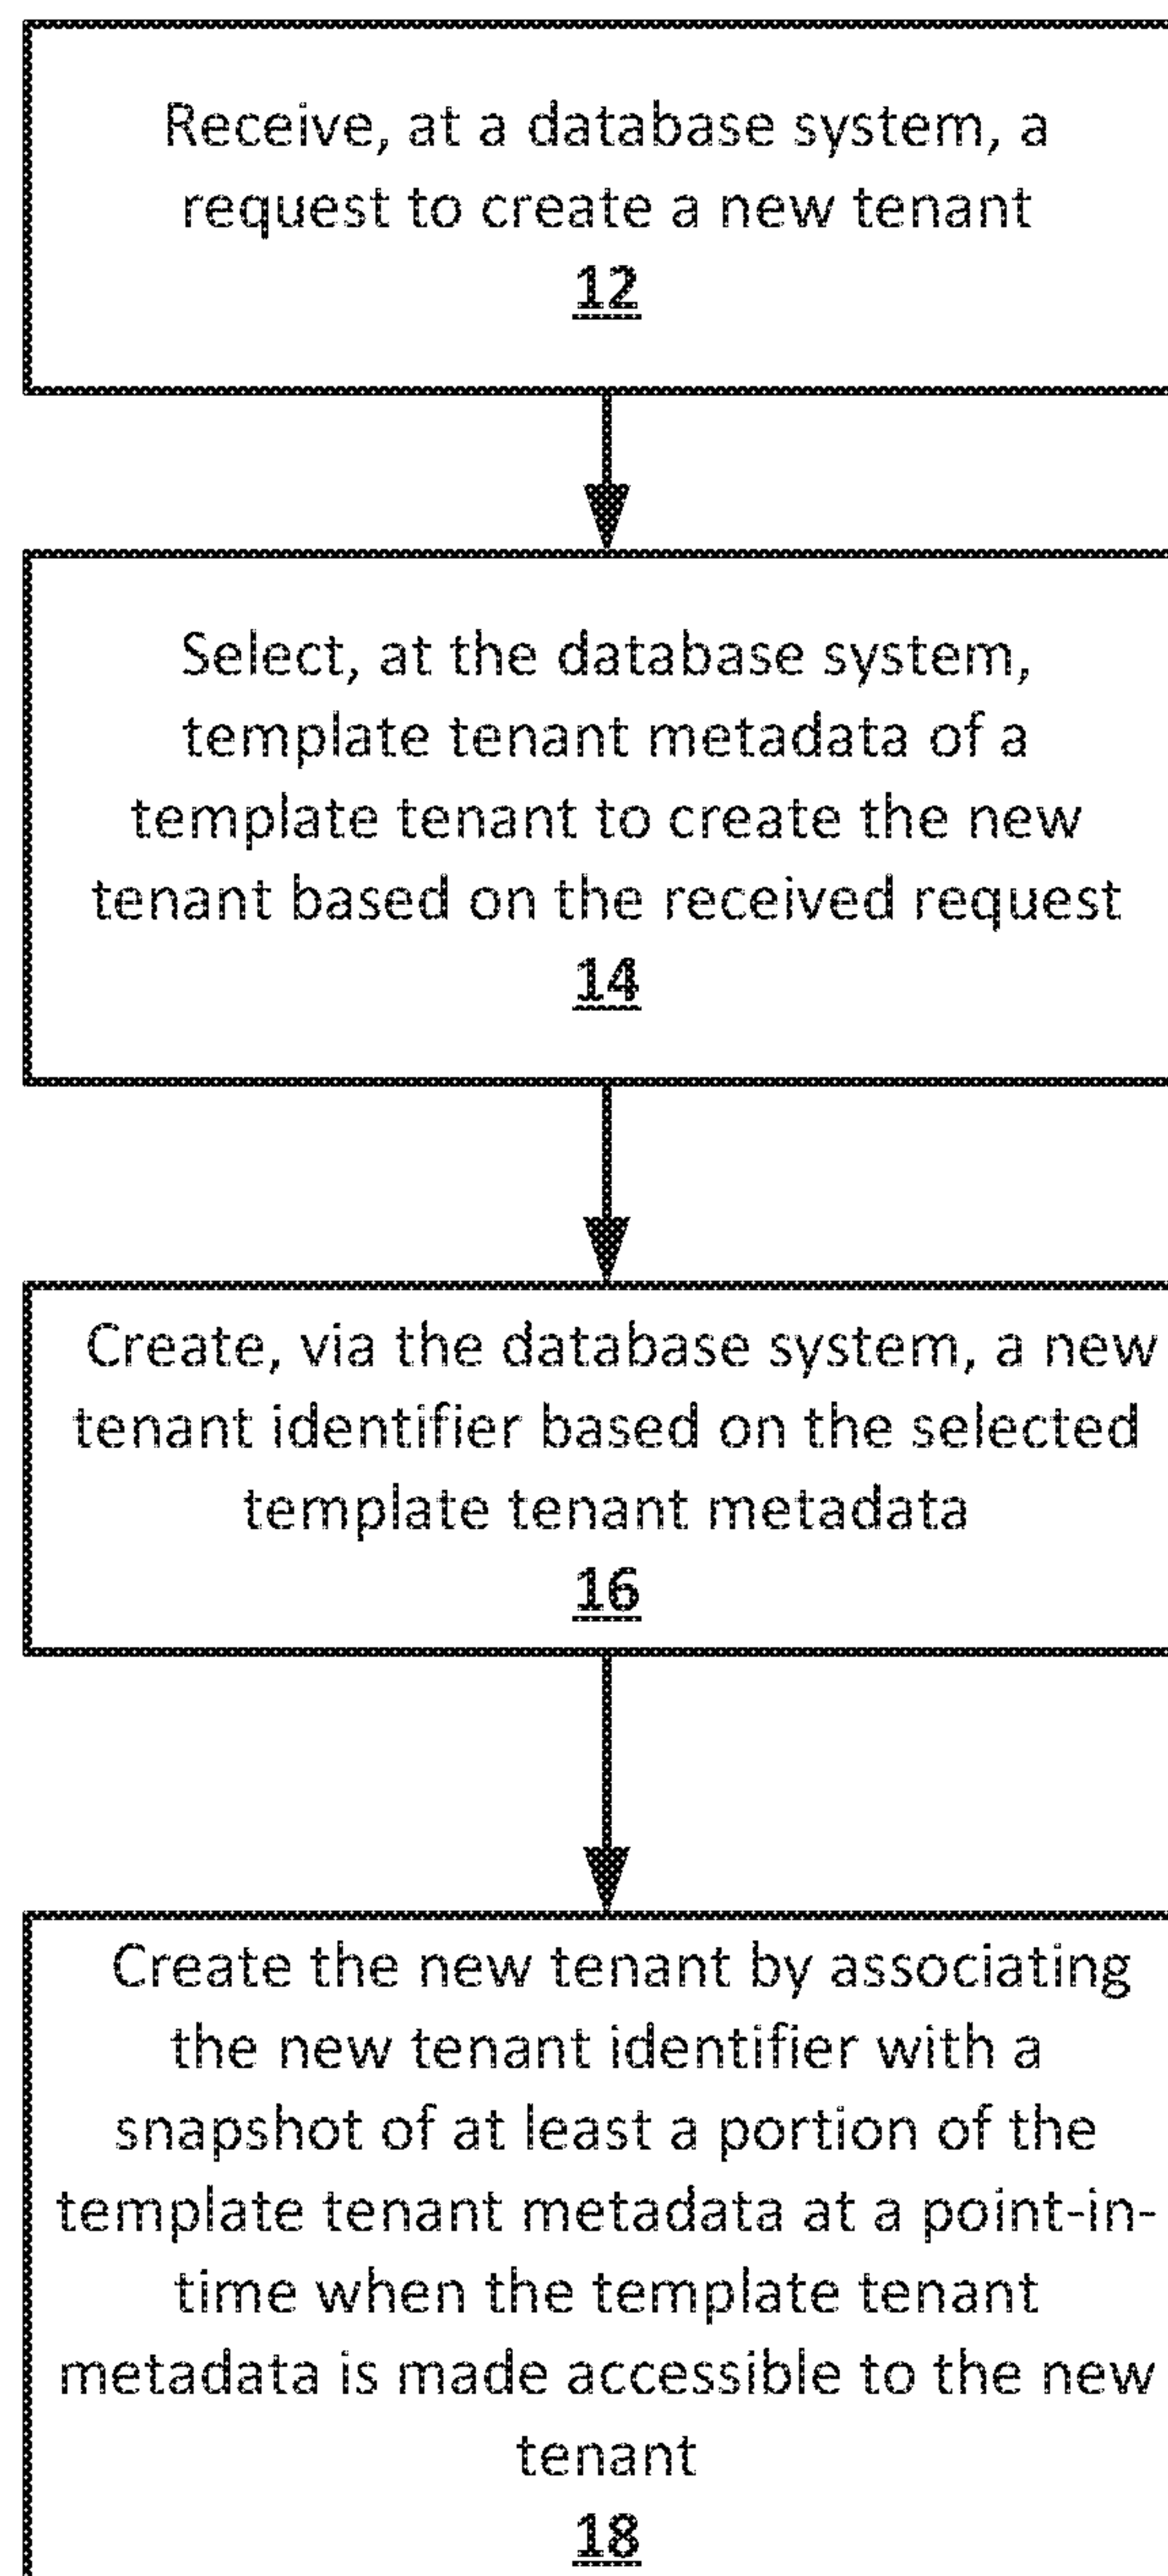 Receive, at a database system, a
request to create a new tenant
12
Select, at the database system,
template tenant metadata of a
template tenant to create the new
tenant based on the received request
14
Create, via the database system, a new
tenant identifier based on the selected
template tenant metadata
16
Create the new tenant by associating
the new tenant identifier with a
snapshot of at least a portion of the
template tenant metadata at a point-in-
time when the template tenant
metadata is made accessible to the new
tenant
18